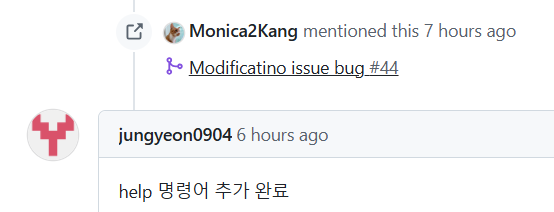 Monica2Kang mentioned this 7 hours ago
Modificatino issue bug #44
jungyeon0904 6 hours ago
help 명령어 추가 완료